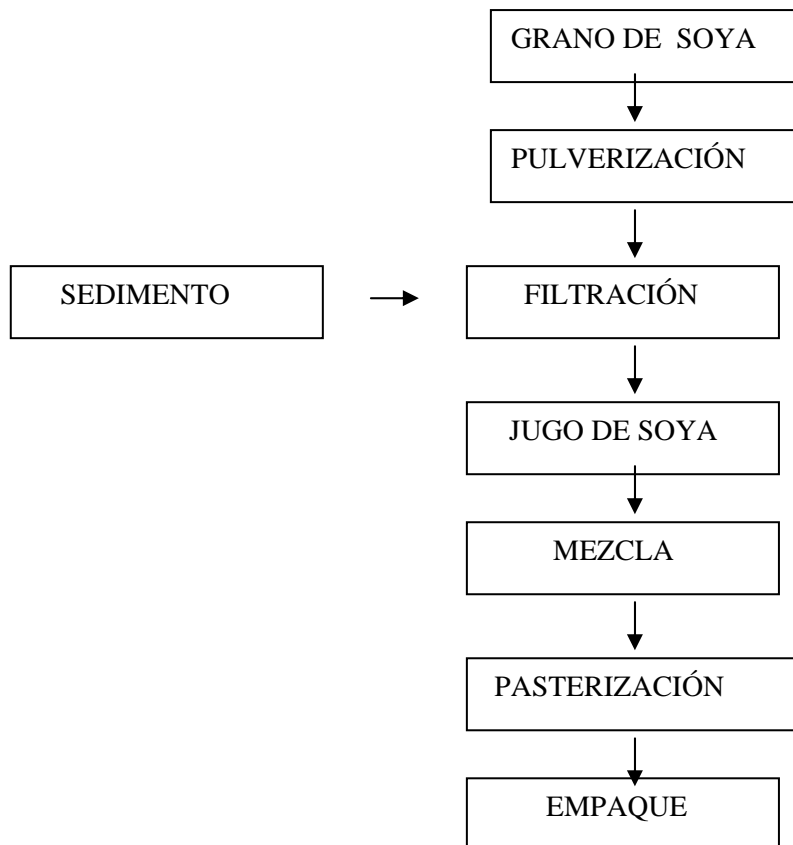 GRANO DE SOYA
PULVERIZACIÓN
SEDIMENTO
FILTRACIÓN
JUGO DE SOYA
MEZCLA
PASTERIZACIÓN
EMPAQUE